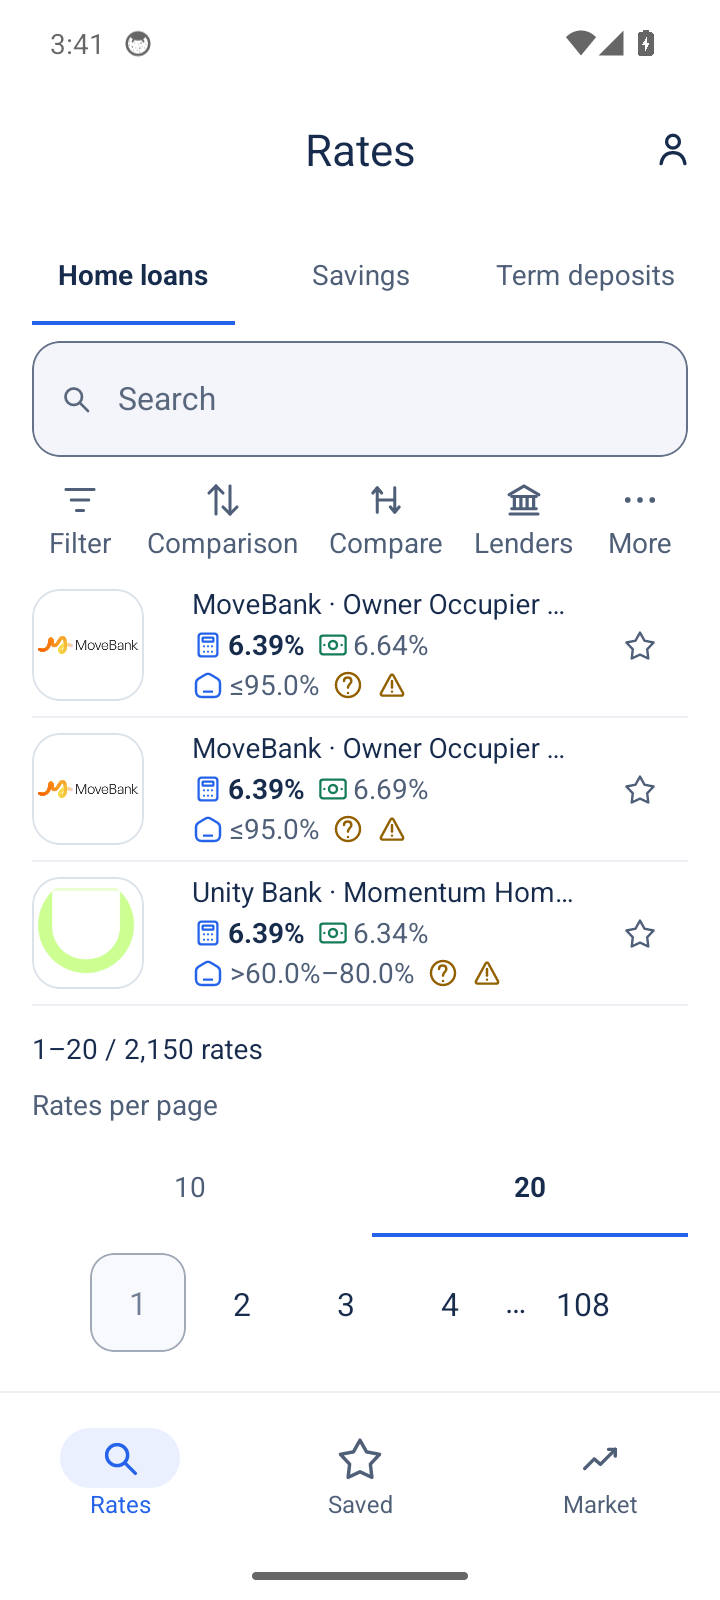 3:41
Rates
Home loans Savings Term deposits
Search
Filter Comparison Compare Lenders More
MoveBank · Owner Occupier ...
MoveBank 6.39% 6.64%
≤95.0%
MoveBank · Owner Occupier ...
MoveBank 6.39% 6.69%
≤95.0%
Unity Bank · Momentum Hom...
6.39% 6.34%
>60.0%–80.0%
1–20 / 2,150 rates
Rates per page
10 20
1 2 3 4 ... 108
Rates Saved Market